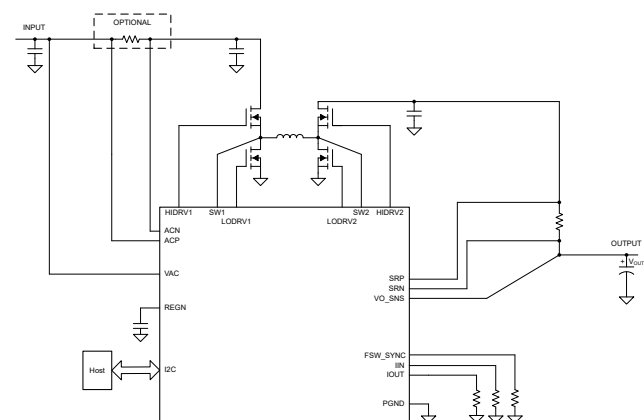 INPUT
OPTIONAL
HIDRV1
SW1
LODRV1
LODRV2
SW2
HIDRV2
ACN
ACP
VAC
REGN
Host
I2C
SRP
SRN
VO_SNS
OUTPUT
+ VOUT
FSW_SYNC
IIN
IOUT
PGND